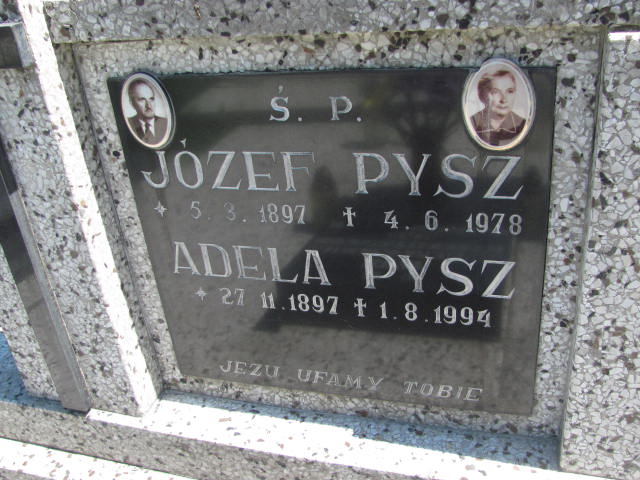 Ś. P.
JÓZEF PYSZ
* 5. 3. 1897 † 4. 6. 1978
ADELA PYSZ
* 27 11. 1897 † 1. 8. 1994
JEZU UFAMY TOBIE